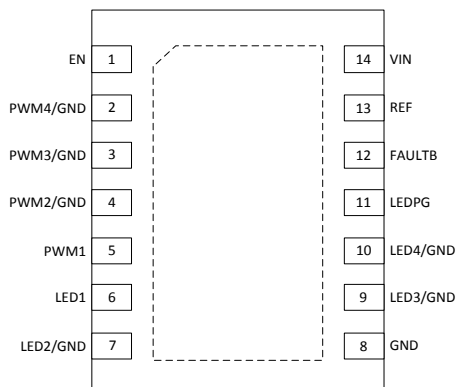 EN 1 14 VIN
PWM4/GND 2 13 REF
PWM3/GND 3 12 FAULTB
PWM2/GND 4 11 LEDPG
PWM1 5 10 LED4/GND
LED1 6 9 LED3/GND
LED2/GND 7 8 GND